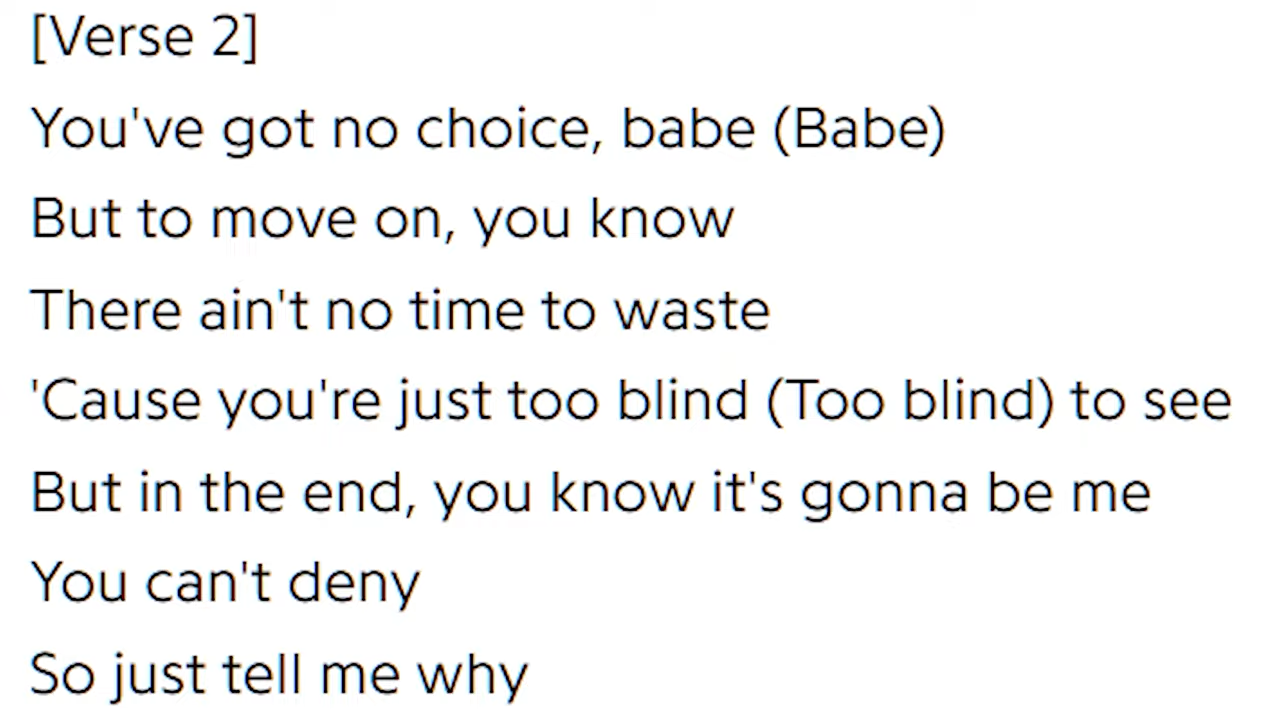 [Verse 2]
You've got no choice, babe (Babe)
But to move on, you know
There ain't no time to waste
'Cause you're just too blind (Too blind) to see
But in the end, you know it's gonna be me
You can't deny
So just tell me why